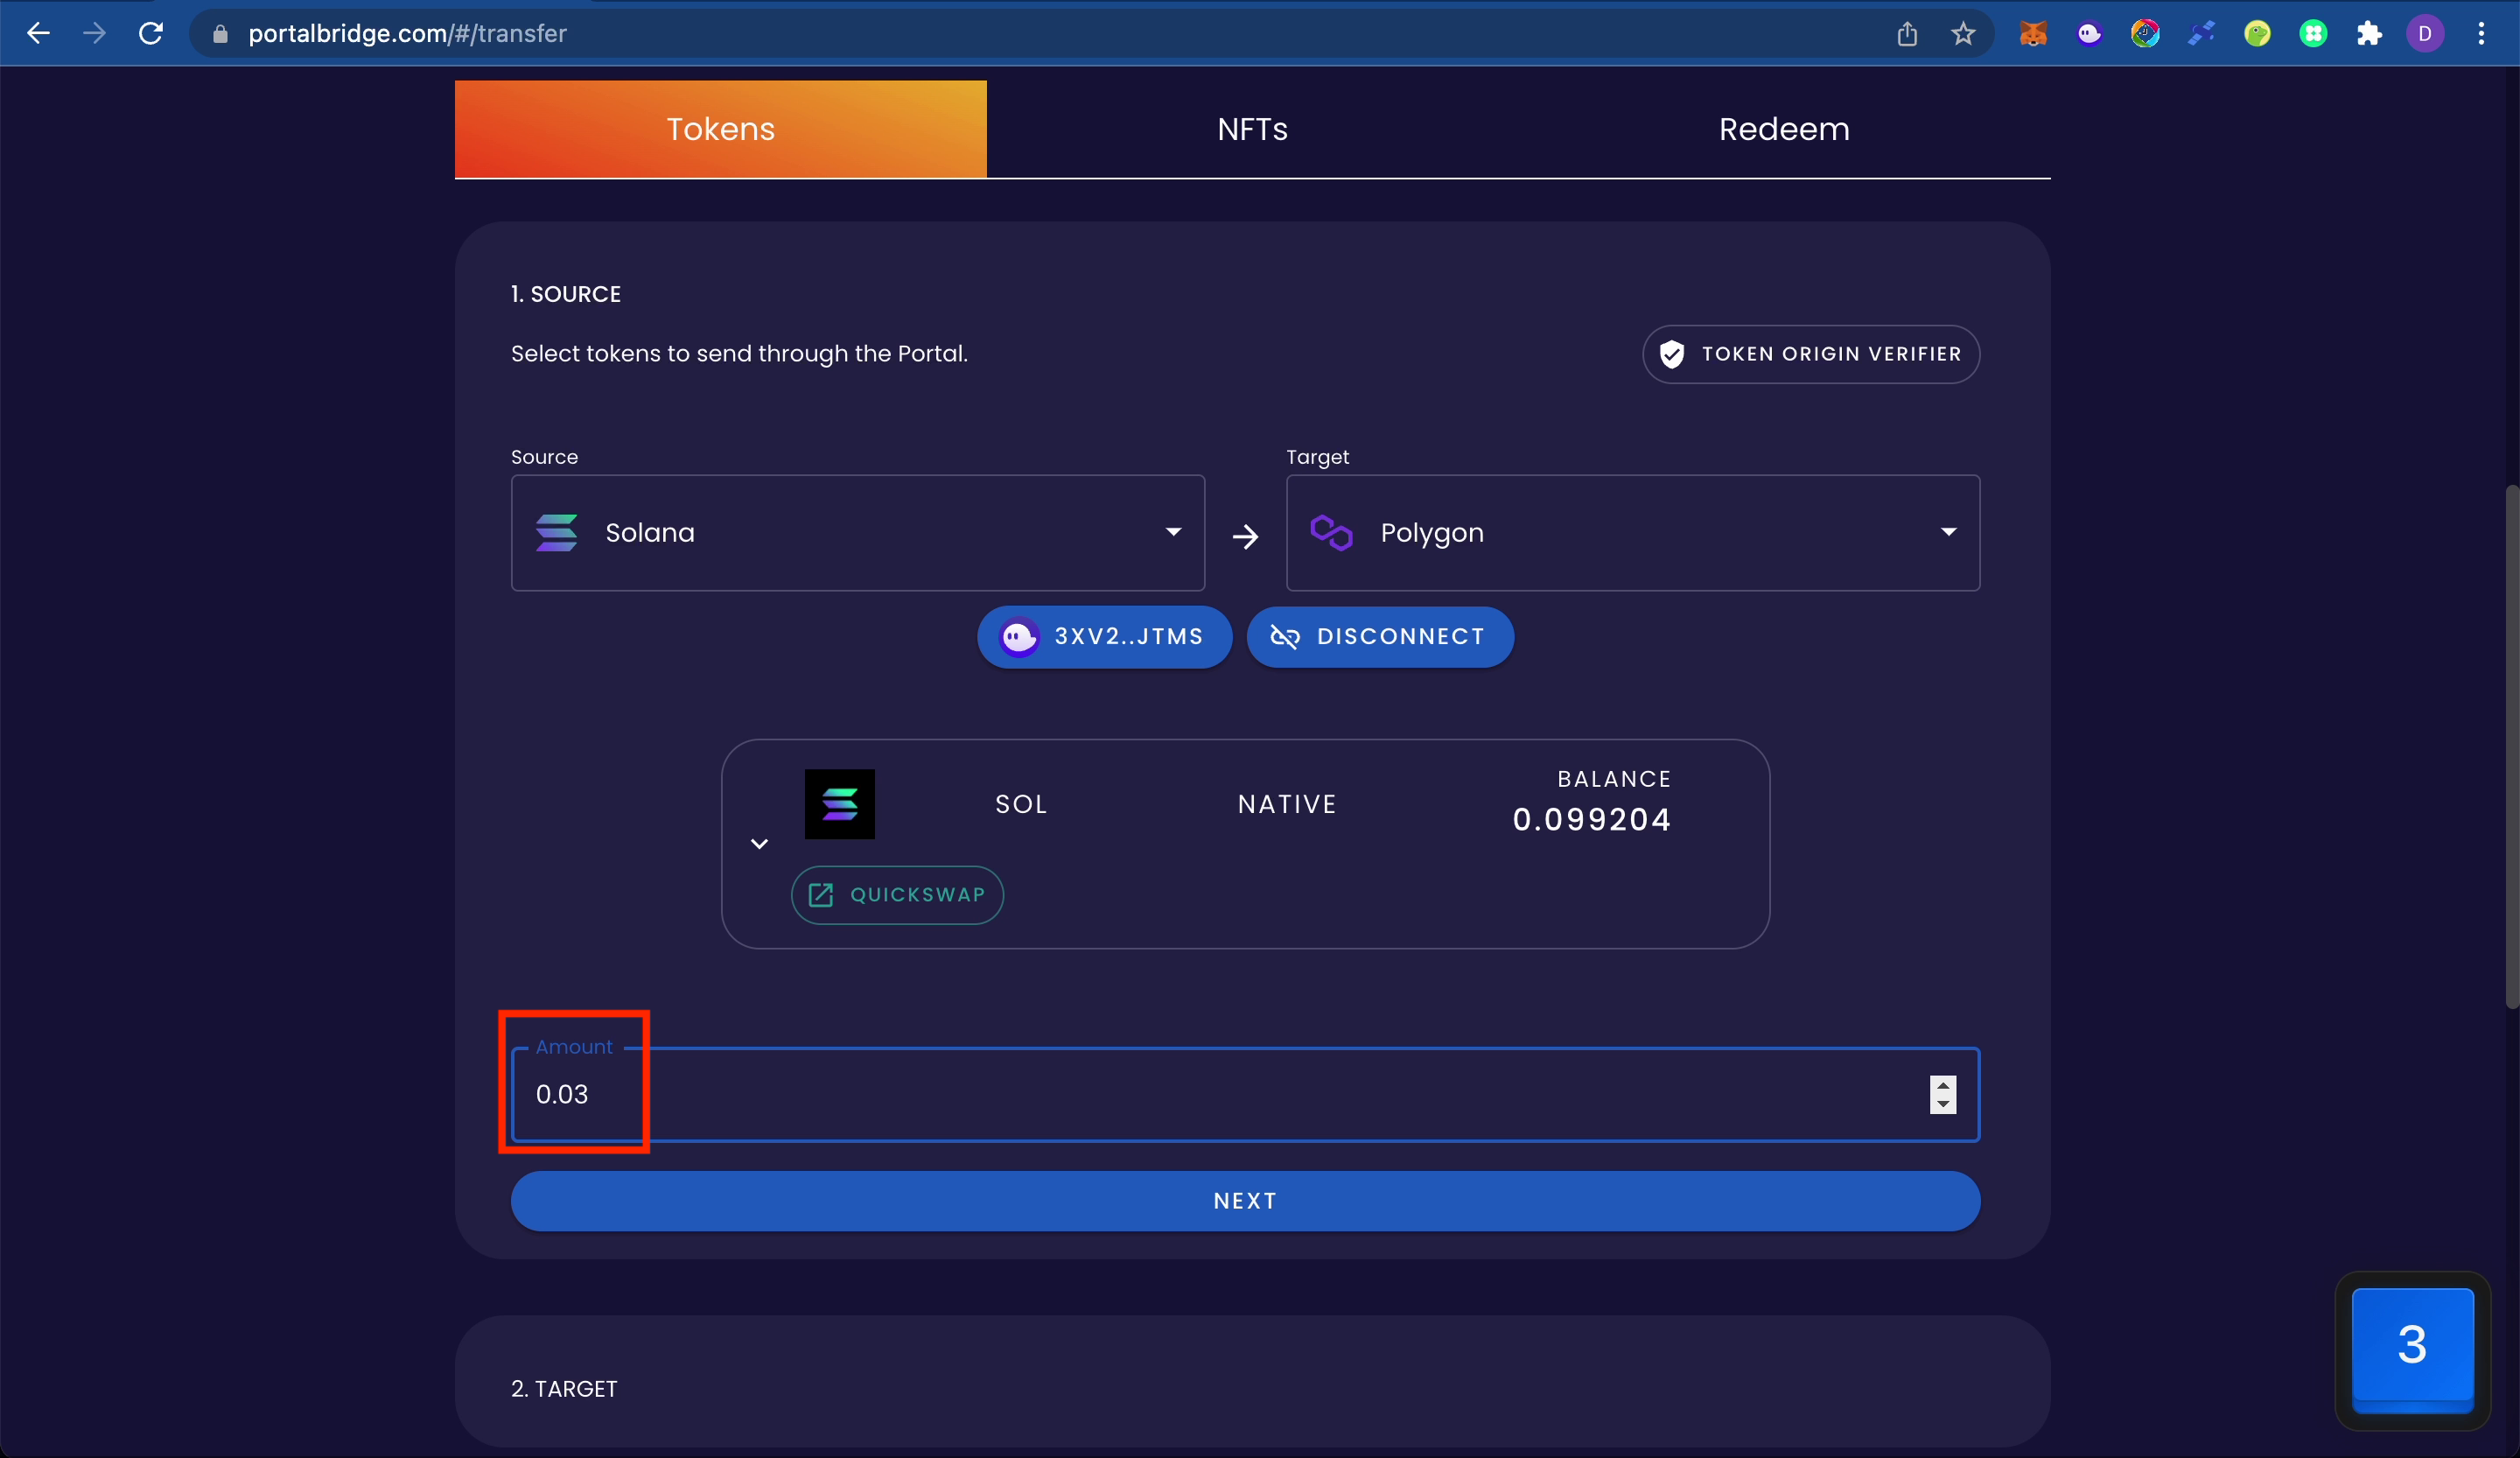 portalbridge.com/#/transfer
D
Tokens
NFTs
Redeem
1. SOURCE
Select tokens to send through the Portal.
TOKEN ORIGIN VERIFIER
Source
Target
Solana
Polygon
3XV2..JTMS
DISCONNECT
BALANCE
SOL
NATIVE
0.099204
QUICKSWAP
Amount
0.03
NEXT
3
2. TARGET